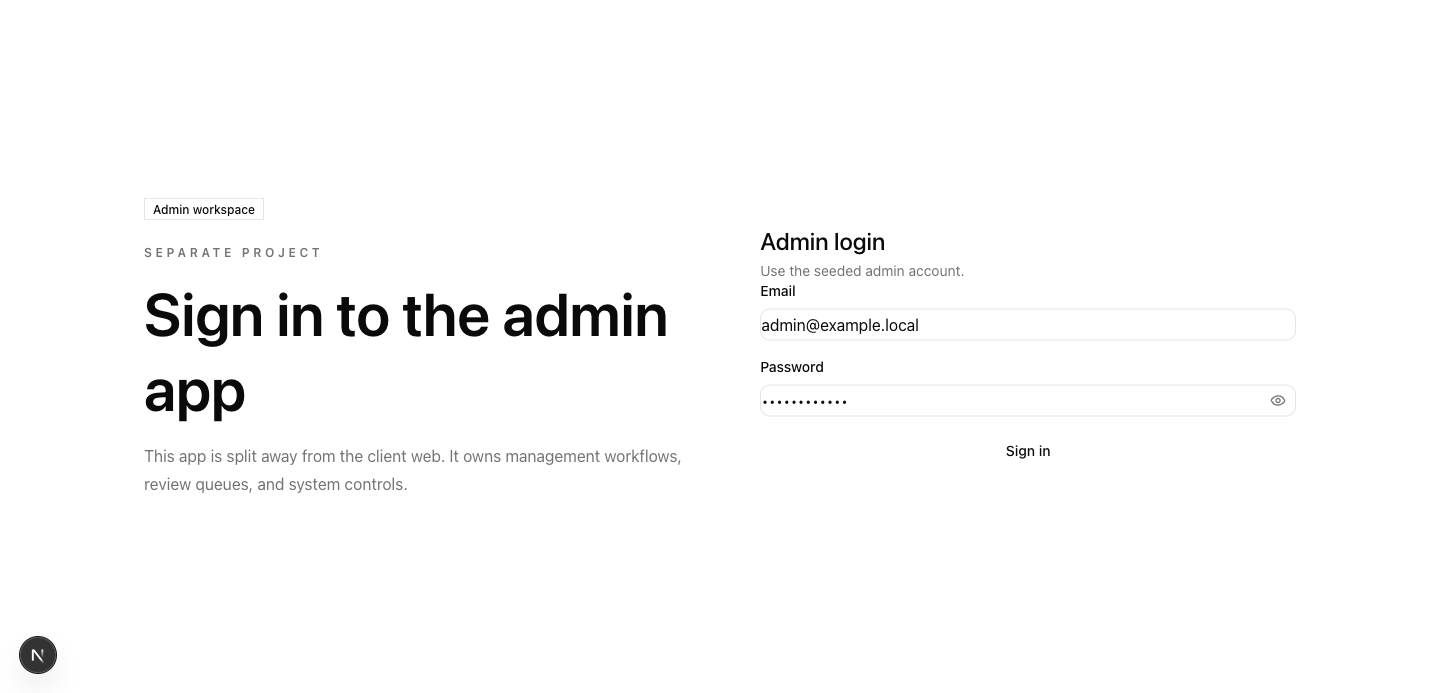 Admin workspace
SEPARATE PROJECT
Sign in to the admin
app
This app is split away from the client web. It owns management workflows,
review queues, and system controls.
Admin login
Use the seeded admin account.
Email
admin@example.local
Password
••••••••••••
Sign in
N